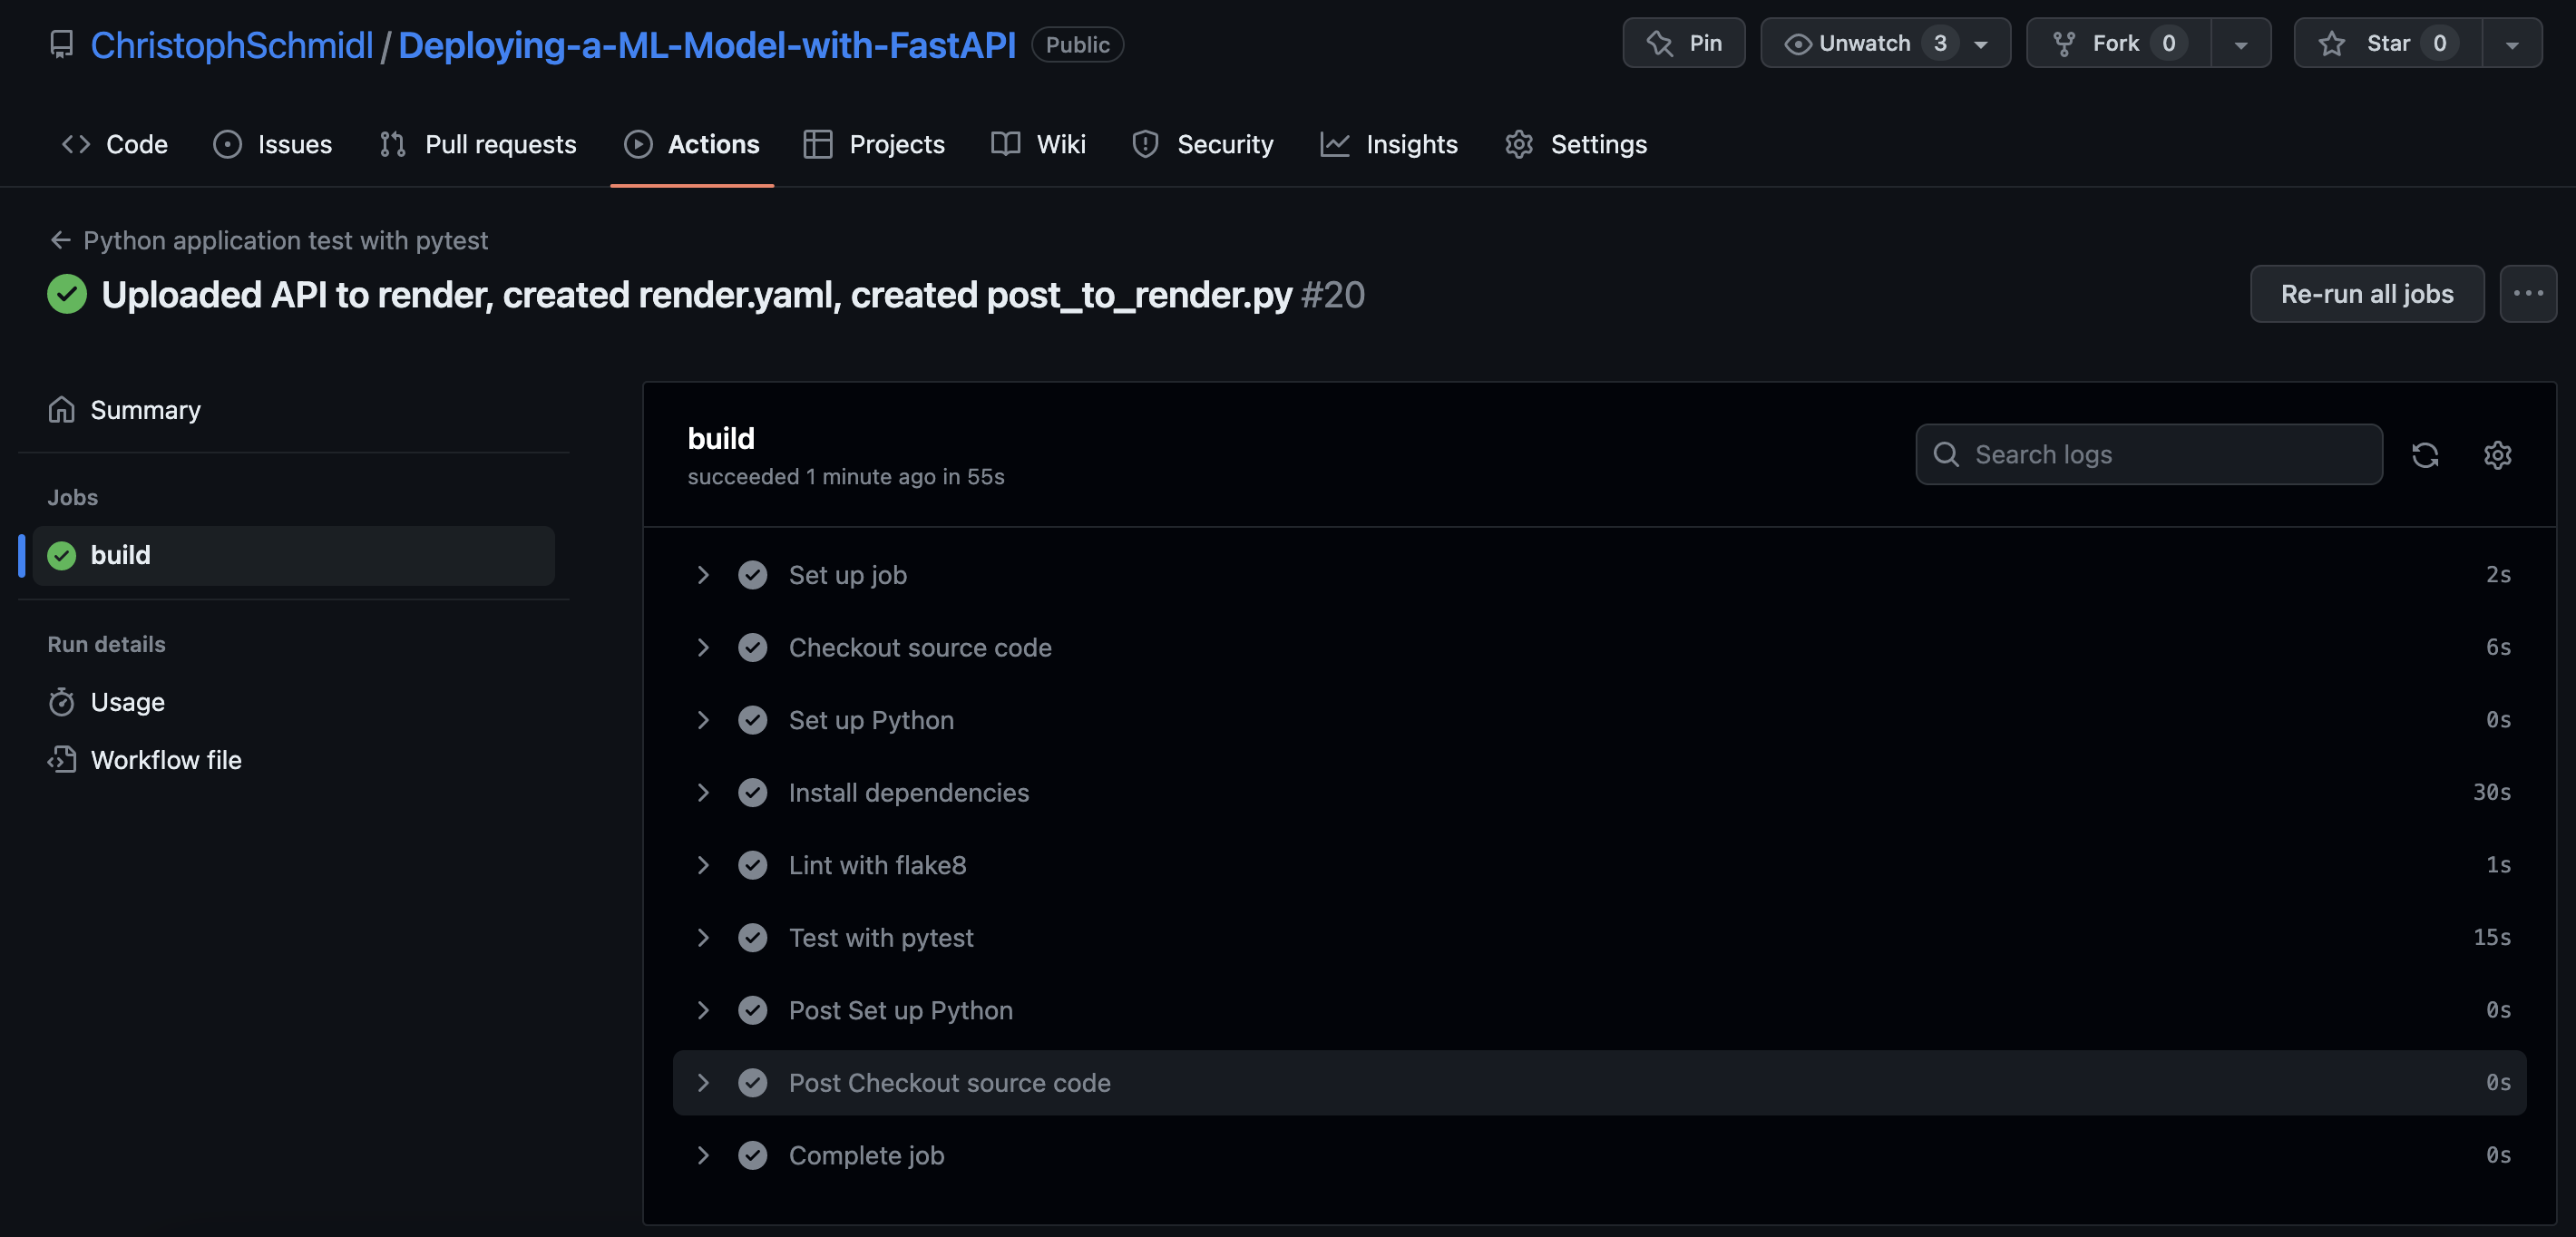 ChristophSchmidl / Deploying-a-ML-Model-with-FastAPI Public
Pin
Unwatch 3
Fork 0
Star 0
Code
Issues
Pull requests
Actions
Projects
Wiki
Security
Insights
Settings
Python application test with pytest
Uploaded API to render, created render.yaml, created post_to_render.py #20
Re-run all jobs
Summary
Jobs
build
Run details
Usage
Workflow file
build
succeeded 1 minute ago in 55s
Search logs
Set up job 2s
Checkout source code 6s
Set up Python 0s
Install dependencies 30s
Lint with flake8 1s
Test with pytest 15s
Post Set up Python 0s
Post Checkout source code 0s
Complete job 0s